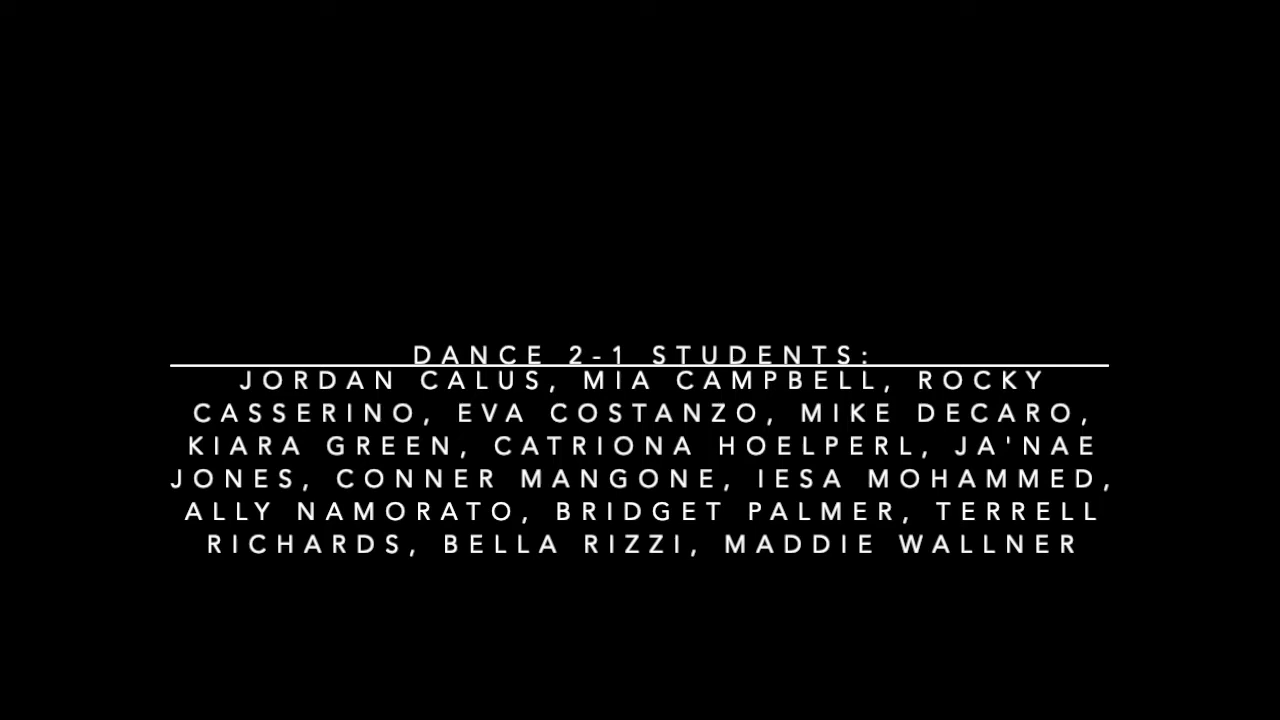 DANCE 2-1 STUDENTS:
JORDAN CALUS, MIA CAMPBELL, ROCKY
CASSERINO, EVA COSTANZO, MIKE DECARO,
KIARA GREEN, CATRIONA HOELPERL, JA'NAE
JONES, CONNER MANGONE, IESA MOHAMMED,
ALLY NAMORATO, BRIDGET PALMER, TERRELL
RICHARDS, BELLA RIZZI, MADDIE WALLNER